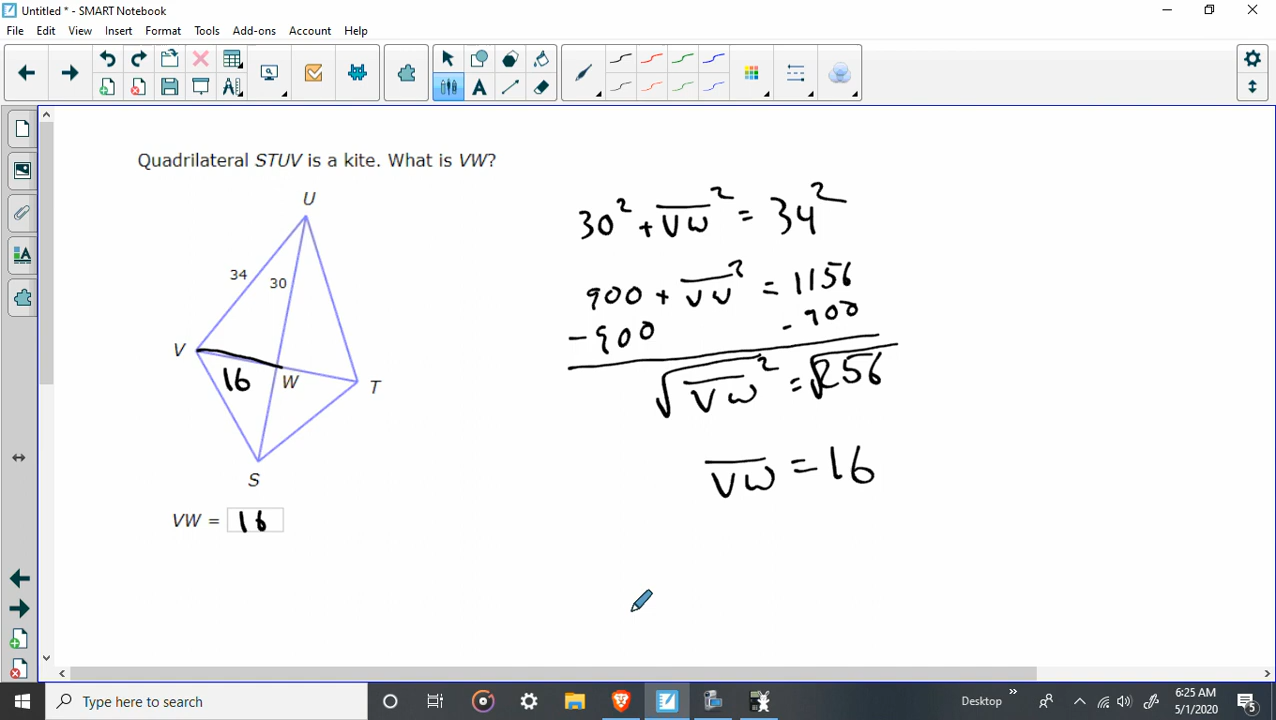 Untitled * - SMART Notebook
File Edit View Insert Format Tools Add-ons Account Help
Quadrilateral STUV is a kite. What is VW?
U
34
30
V
16
W
T
S
VW = 16
30² + VW² = 34²
900 + VW² = 1156
-900 -900
√VW² = √256
VW = 16
Type here to search
Desktop
6:25 AM
5/1/2020
5